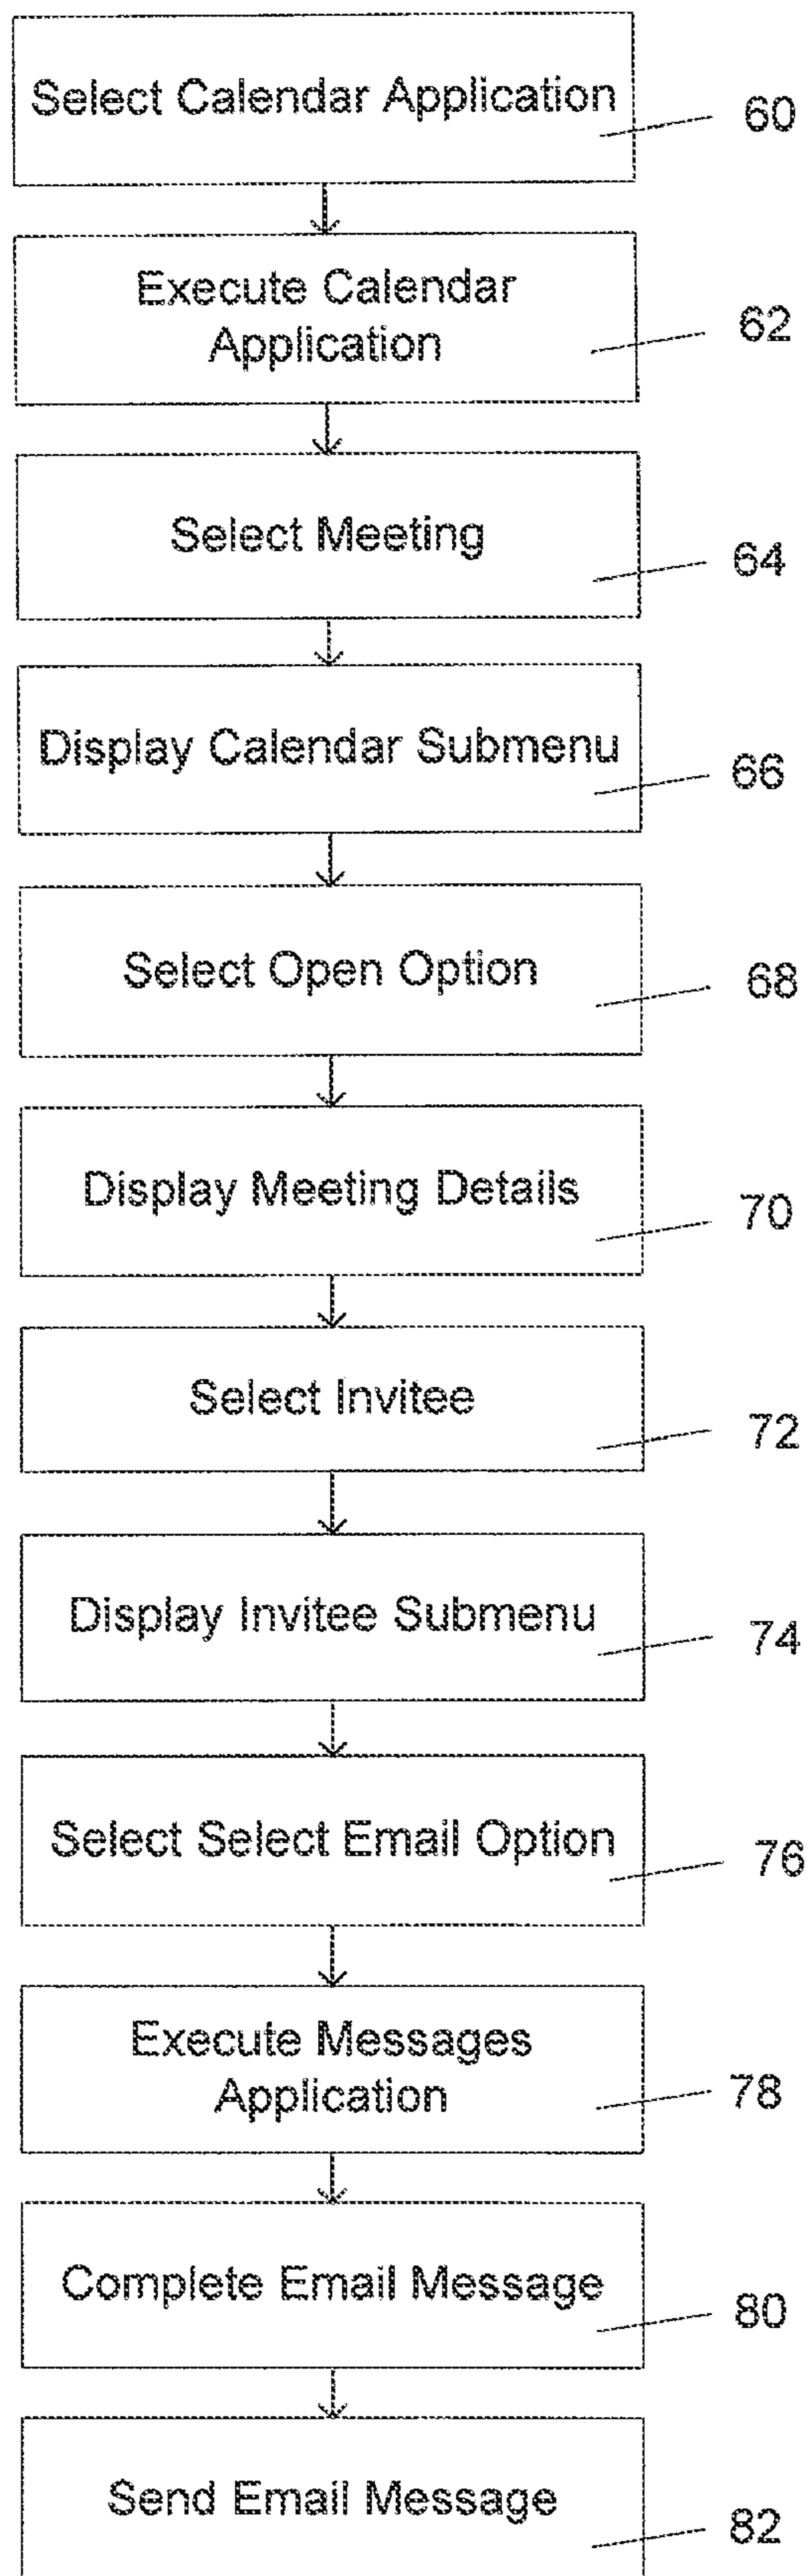 Select Calendar Application
60
Execute Calendar
Application
62
Select Meeting
64
Display Calendar Submenu
66
Select Open Option
68
Display Meeting Details
70
Select Invitee
72
Display Invitee Submenu
74
Select Select Email Option
76
Execute Messages
Application
78
Complete Email Message
80
Send Email Message
82